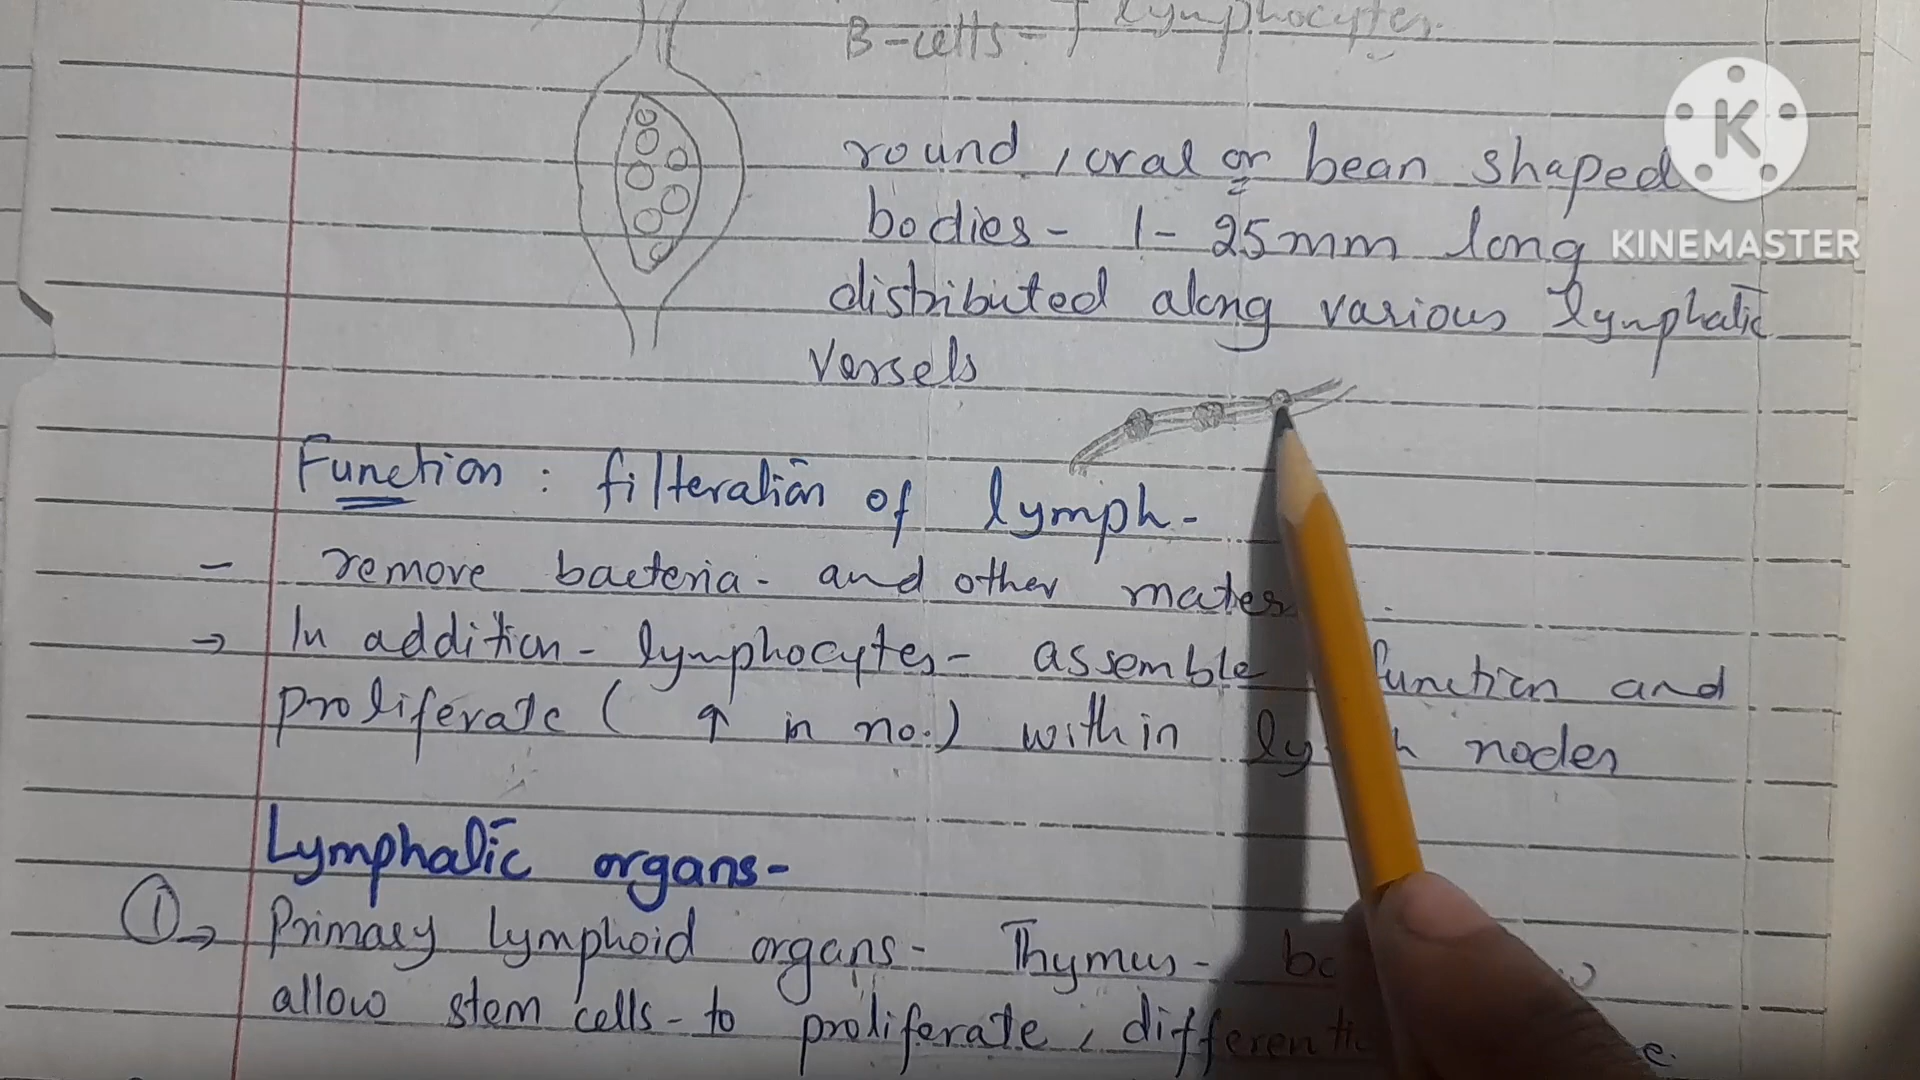 B-cells - lymphocytes.
round, oval or bean shaped
bodies - 1- 25mm long
KINEMASTER
distributed along various lymphatic
Vessels
Function : filteration of lymph -
- remove bacteria - and other mater
→ In addition - lymphocytes - assemble function and
proliferate ( ↑ in no.) within nodes
Lymphatic organs-
① → Primary lymphoid organs - Thymus -
allow stem cells - to proliferate,